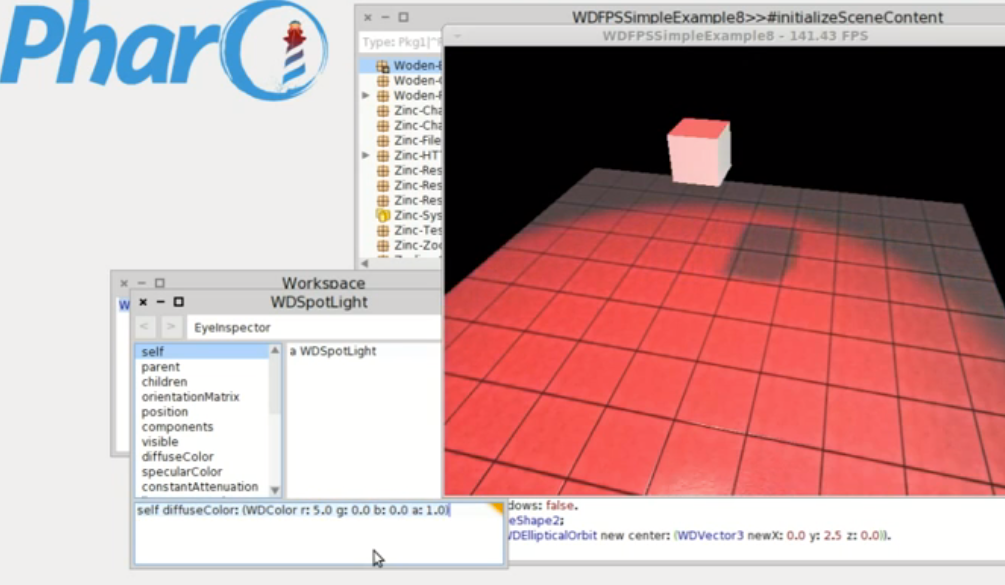 Pharo
WDFPSSimpleExample8>>#initializeSceneContent
Type: Pkg1|^
WDFPSSimpleExample8 - 141.43 FPS
Woden-
Woden-
Woden-
Zinc-Cha
Zinc-Cha
Zinc-File
Zinc-HT
Zinc-Res
Zinc-Res
Zinc-Res
Zinc-Sys
Zinc-Tes
Zinc-Zoo
Workspace
W
WDSpotLight
< > EyeInspector
self
parent
children
orientationMatrix
position
components
visible
diffuseColor
specularColor
constantAttenuation
a WDSpotLight
self diffuseColor: (WDColor r: 5.0 g: 0.0 b: 0.0 a: 1.0)
dows: false.
eShape2;
WDEllipticalOrbit new center: (WDVector3 newX: 0.0 y: 2.5 z: 0.0)).